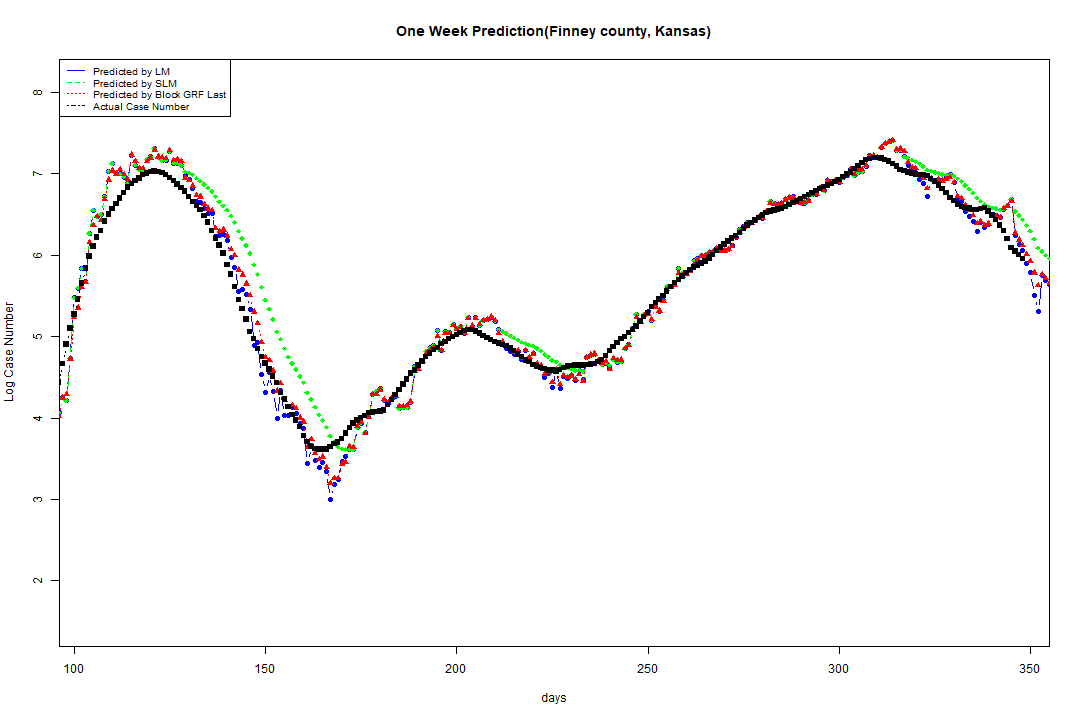 One Week Prediction(Finney county, Kansas)
Predicted by LM
Predicted by SLM
Predicted by Block GRF Last
Actual Case Number
8
7
6
5
4
3
2
Log Case Number
100 150 200 250 300 350
days